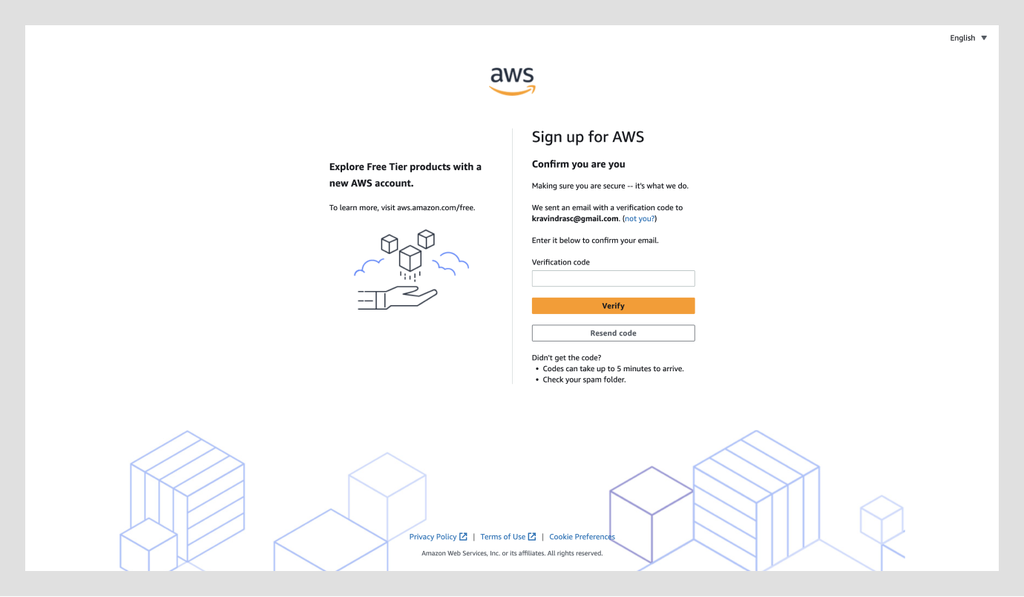 English
aws
Explore Free Tier products with a
new AWS account.
To learn more, visit aws.amazon.com/free.
Sign up for AWS
Confirm you are you
Making sure you are secure -- it's what we do.
We sent an email with a verification code to
kravindrasc@gmail.com. (not you?)
Enter it below to confirm your email.
Verification code
Verify
Resend code
Didn't get the code?
• Codes can take up to 5 minutes to arrive.
• Check your spam folder.
Privacy Policy | Terms of Use | Cookie Preferences
Amazon Web Services, Inc. or its affiliates. All rights reserved.